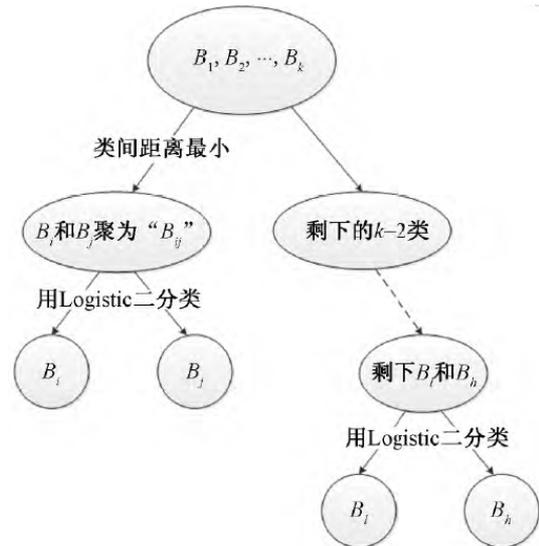 B₁, B₂, ···, Bₖ
类间距离最小
Bᵢ和Bⱼ聚为“Bᵢⱼ”
剩下的k–2类
用Logistic二分类
Bᵢ
Bⱼ
剩下Bₗ和Bₕ
用Logistic二分类
Bₗ
Bₕ